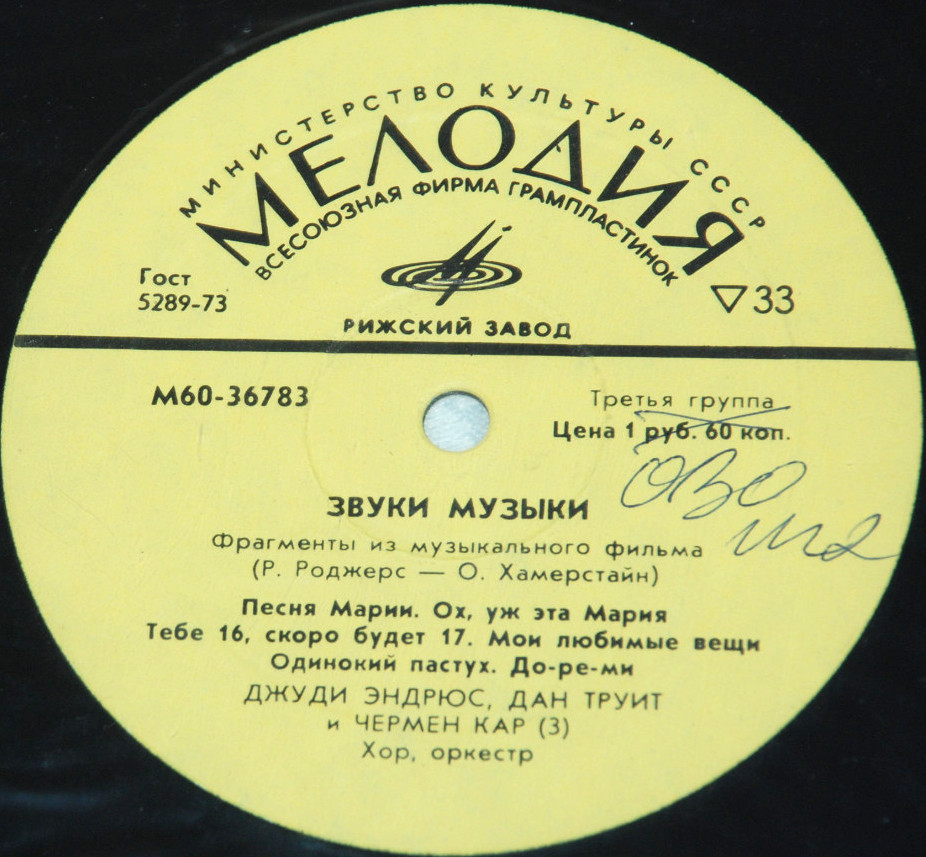 МИНИСТЕРСТВО КУЛЬТУРЫ СССР
МЕЛОДИЯ
ВСЕСОЮЗНАЯ ФИРМА ГРАМПЛАСТИНОК
Гост
5289-73
33
РИЖСКИЙ ЗАВОД
М60-36783
Третья группа
Цена 1 руб. 60 коп.
ЗВУКИ МУЗЫКИ
Фрагменты из музыкального фильма
(Р. Роджерс — О. Хамерстайн)
Песня Марии. Ох, уж эта Мария
Тебе 16, скоро будет 17. Мои любимые вещи
Одинокий пастух. До-ре-ми
ДЖУДИ ЭНДРЮС, ДАН ТРУИТ
и ЧЕРМЕН КАР (3)
Хор, оркестр